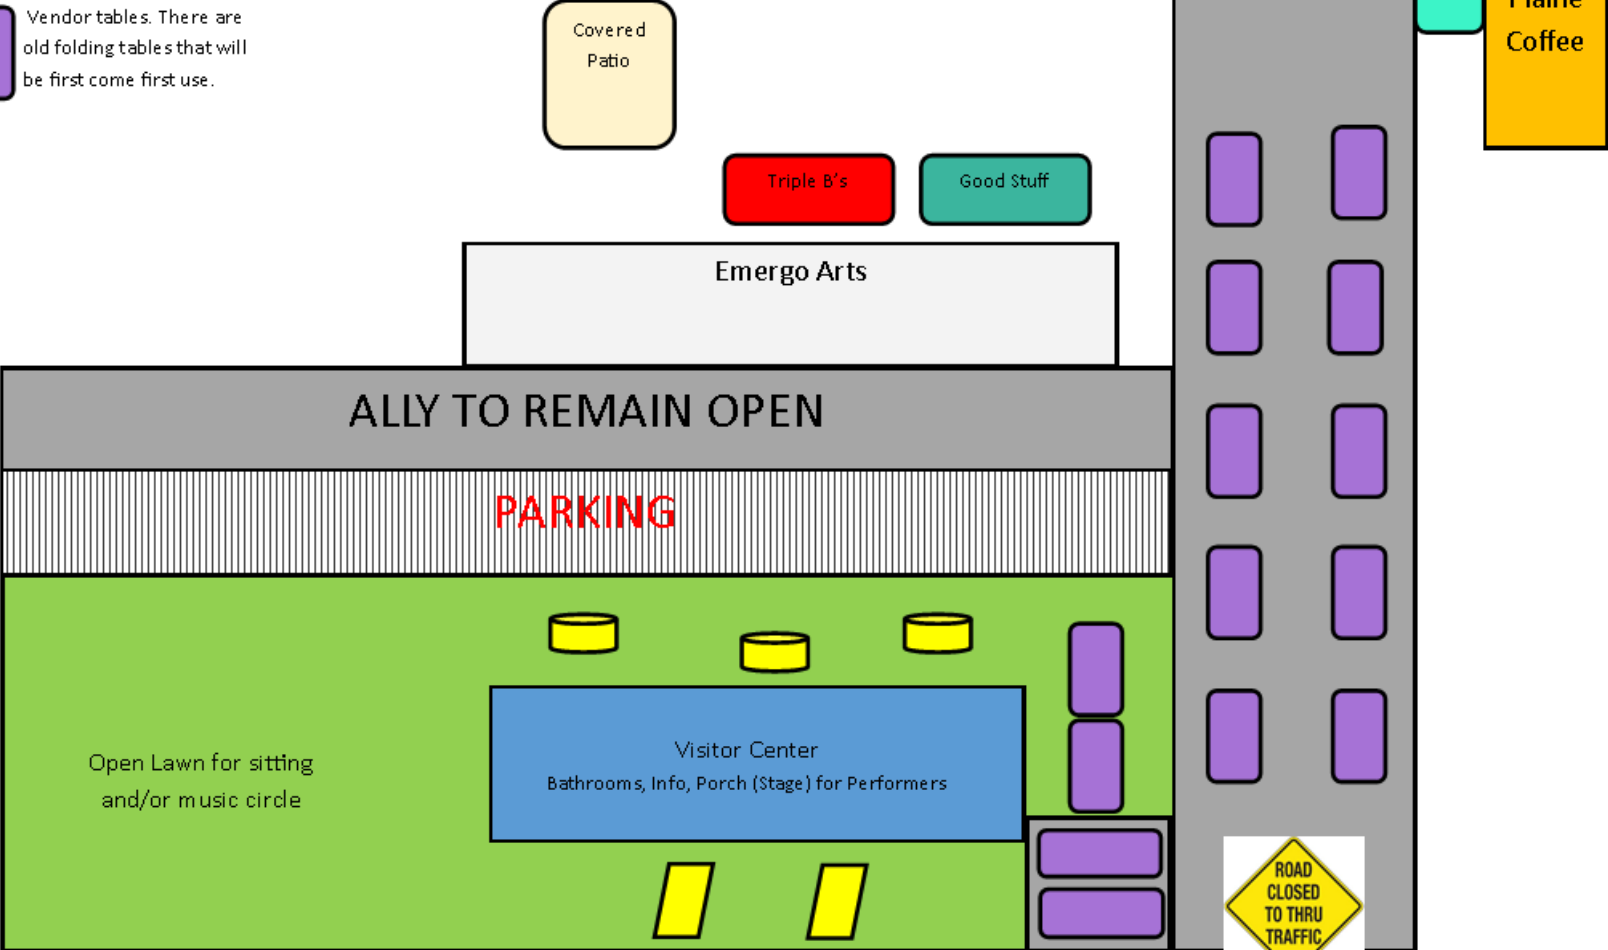 Vendor tables. There are
old folding tables that will
be first come first use.
Covered
Patio
Prairie
Coffee
Triple B's
Good Stuff
Emergo Arts
ALLY TO REMAIN OPEN
PARKING
Open Lawn for sitting
and/or music circle
Visitor Center
Bathrooms, Info, Porch (Stage) for Performers
ROAD
CLOSED
TO THRU
TRAFFIC